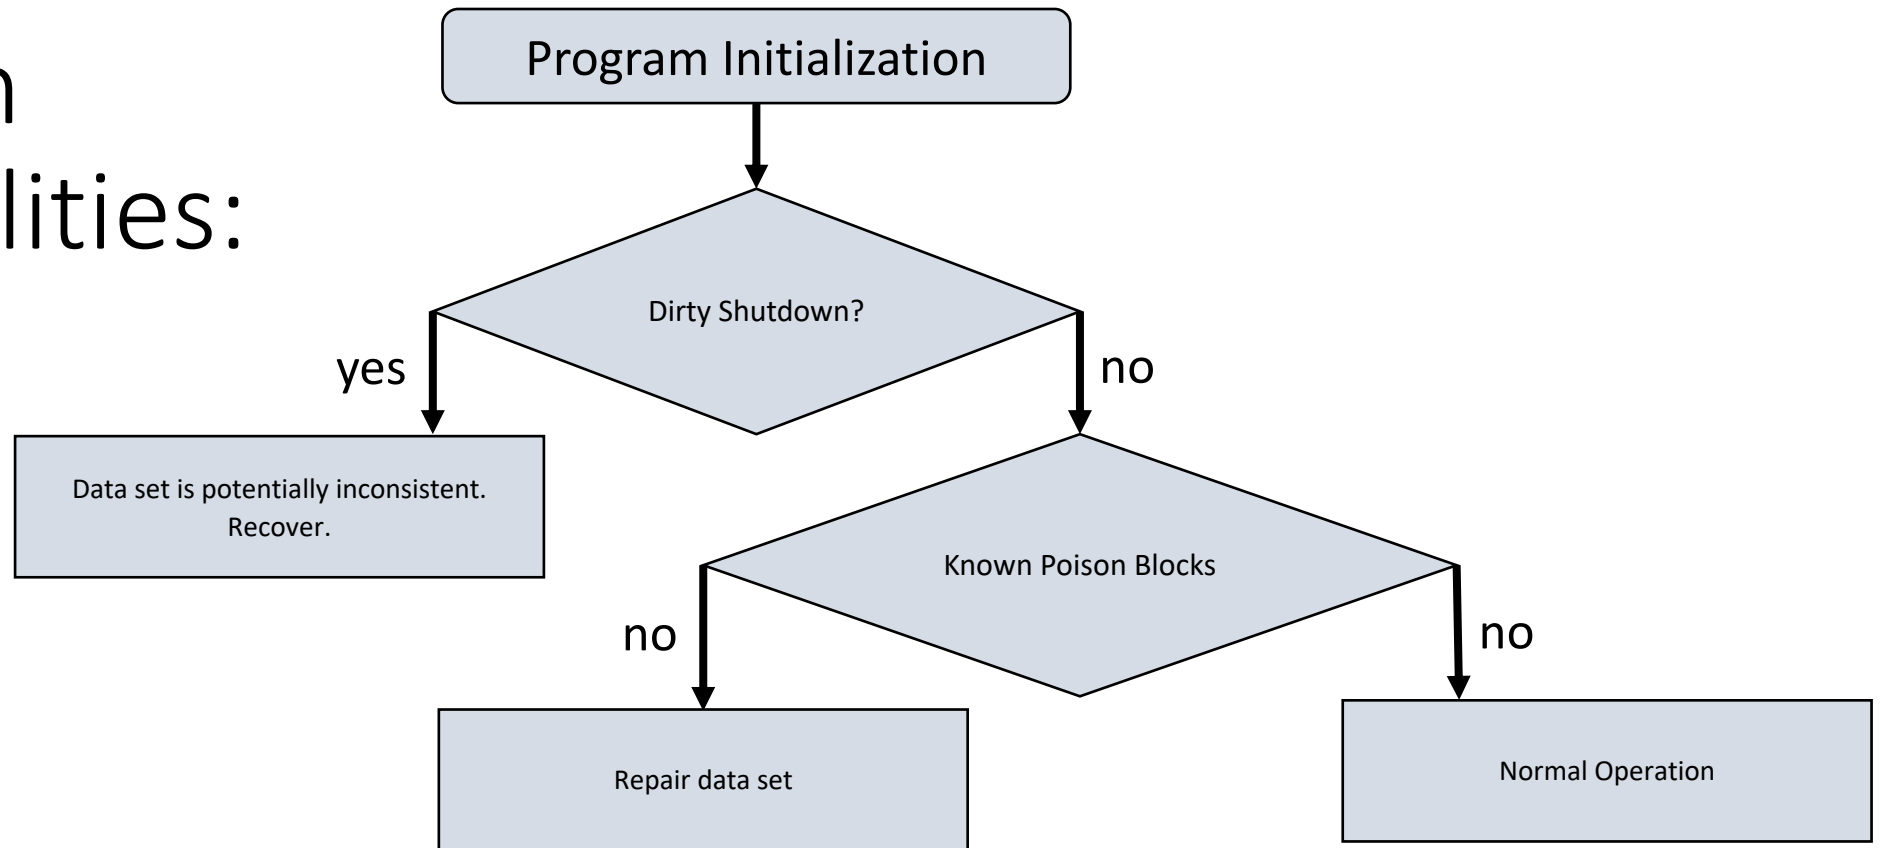 Program Initialization
lities:
Dirty Shutdown?
yes
no
Data set is potentially inconsistent.
Recover.
Known Poison Blocks
no
no
Repair data set
Normal Operation